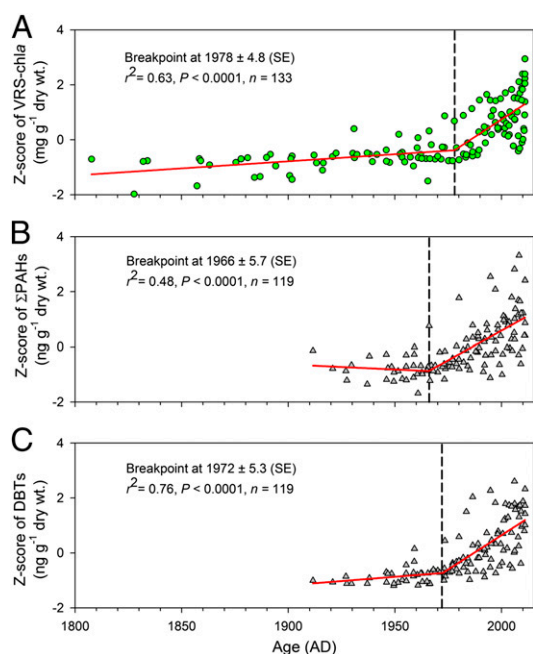 A
Z-score of VRS-chla
(mg g-1 dry wt.)
4
2
0
-2
Breakpoint at 1978 ± 4.8 (SE)
r2= 0.63, P < 0.0001, n = 133
B
Z-score of ΣPAHs
(ng g-1 dry wt.)
4
2
0
-2
Breakpoint at 1966 ± 5.7 (SE)
r2= 0.48, P < 0.0001, n = 119
C
Z-score of DBTs
(ng g-1 dry wt.)
4
2
0
-2
Breakpoint at 1972 ± 5.3 (SE)
r2= 0.76, P < 0.0001, n = 119
1800 1850 1900 1950 2000
Age (AD)